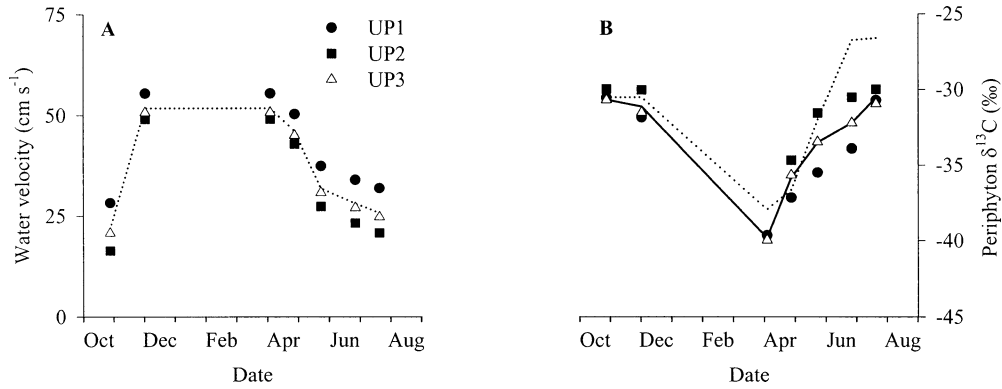 A
UP1
UP2
UP3
75
50
25
0
Water velocity (cm s⁻¹)
Oct Dec Feb Apr Jun Aug
Date
B
-25
-30
-35
-40
-45
Periphyton δ¹³C (‰)
Oct Dec Feb Apr Jun Aug
Date